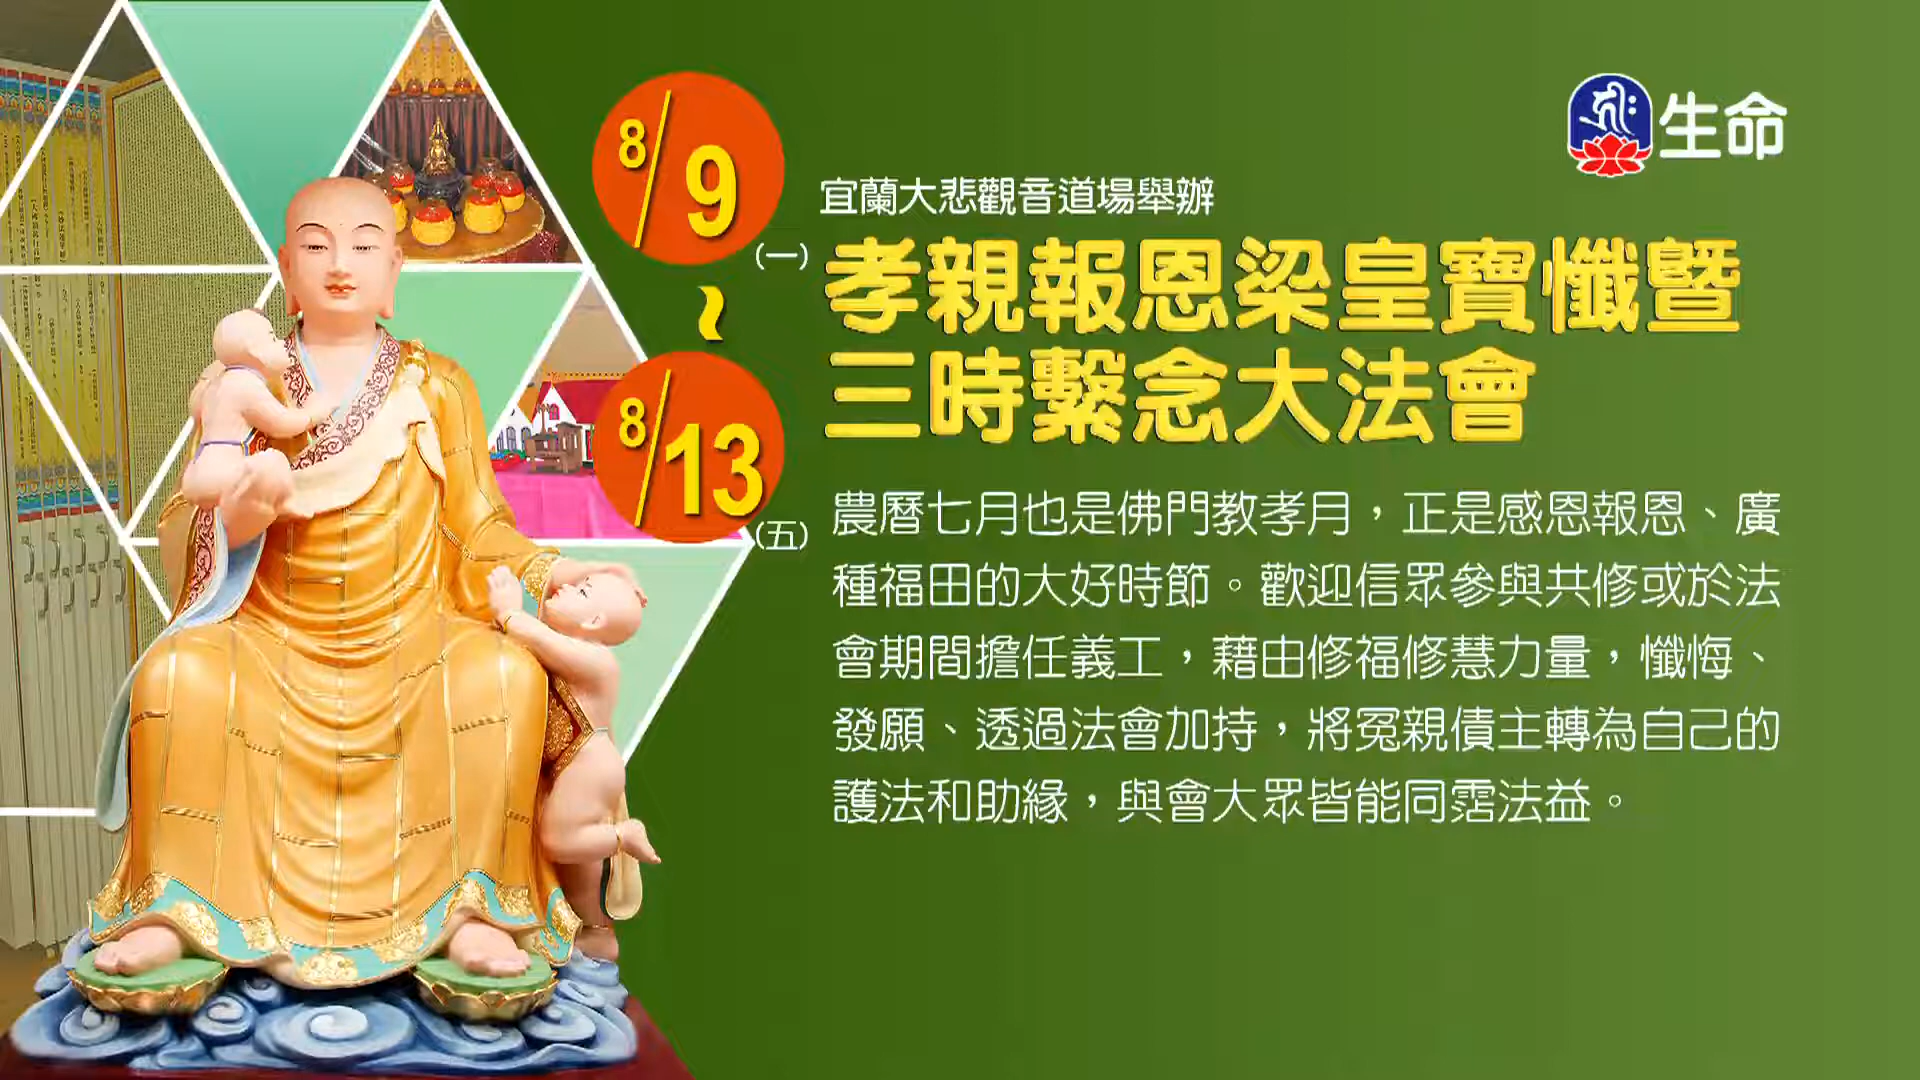 生命
8/9
(一)
~
8/13
(五)
宜蘭大悲觀音道場舉辦
孝親報恩梁皇寶懺暨
三時繫念大法會
農曆七月也是佛門教孝月，正是感恩報恩、廣
種福田的大好時節。歡迎信眾參與共修或於法
會期間擔任義工，藉由修福修慧力量，懺悔、
發願、透過法會加持，將冤親債主轉為自己的
護法和助緣，與會大眾皆能同霑法益。